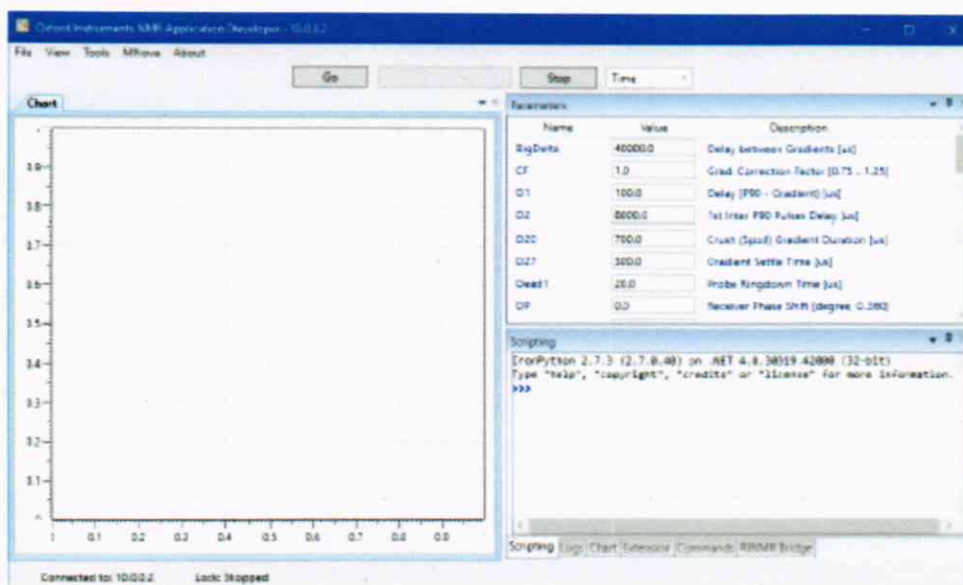 Oxford Instruments NMR Application Developer - 10.0.0.2
File View Tools MNova About
Go Stop Time
Chart
0.9
0.8
0.7
0.6
0.5
0.4
0.3
0.2
0.1
0.1 0.2 0.3 0.4 0.5 0.6 0.7 0.8 0.9
Parameters
Name Value Description
BigDelta 40000.0 Delay between Gradients [us]
CF 1.0 Grad. Correction Factor [0.75 .. 1.25]
D1 100.0 Delay [P90 - Gradient] [us]
D2 8000.0 1st Inter P90 Pulses Delay [us]
D20 700.0 Crush (Spoil) Gradient Duration [us]
D27 300.0 Gradient Settle Time [us]
Dead1 20.0 Probe Ringdown Time [us]
DP 0.0 Receiver Phase Shift [degree; 0..360]
Scripting
IronPython 2.7.3 (2.7.0.40) on .NET 4.0.30319.42000 (32-bit)
Type "help", "copyright", "credits" or "license" for more information.
>>>
Scripting Logs Chart Extension Commands RINMR Bridge
Connected to: 10.0.0.2 Lock: Stopped